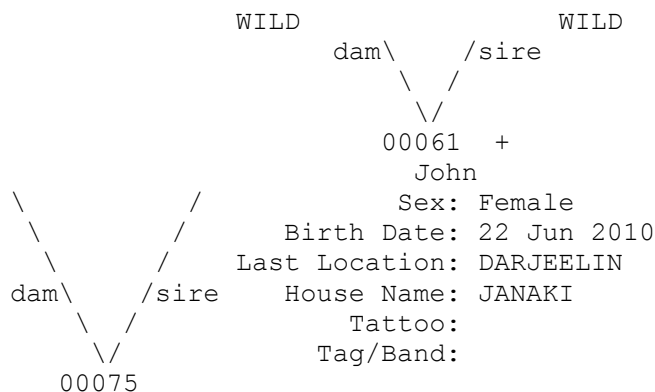 WILD WILD
dam\ /sire
\ /
\/
00061 +
John
\ / Sex: Female
\ / Birth Date: 22 Jun 2010
\ / Last Location: DARJEELIN
dam\ /sire House Name: JANAKI
\ / Tattoo:
\/ Tag/Band:
00075